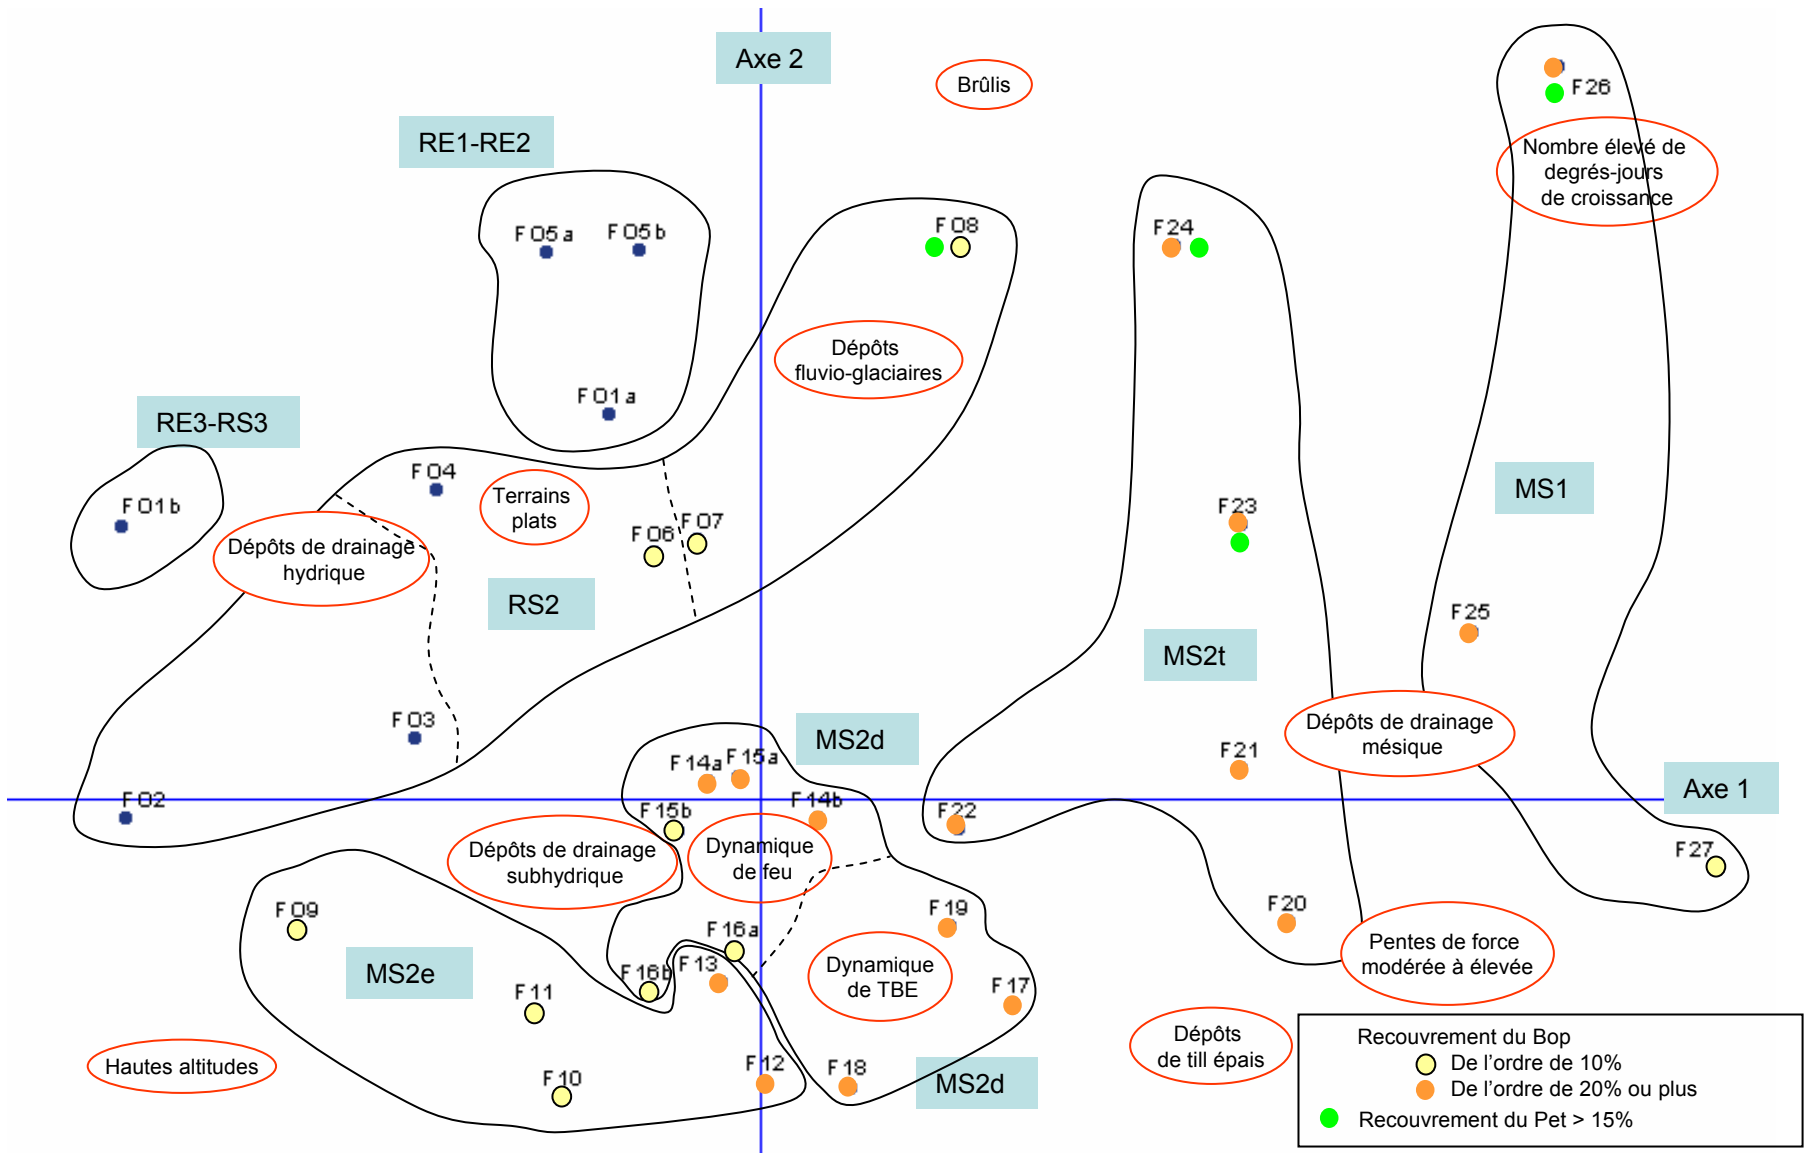 Axe 2
Brûlis
F26
RE1-RE2
Nombre élevé de
degrés-jours
de croissance
F05a
F05b
F08
F24
Dépôts
fluvio-glaciaires
F01a
RE3-RS3
F04
Terrains
plats
MS1
F01b
F23
F06
F07
Dépôts de drainage
hydrique
RS2
F25
MS2t
F03
Dépôts de drainage
mésique
MS2d
F14a
F15a
F21
Axe 1
F02
F15b
F14b
F22
Dépôts de drainage
subhydrique
Dynamique
de feu
F27
F09
F19
F20
F16a
Pentes de force
modérée à élevée
MS2e
F16b
F13
Dynamique
de TBE
F11
F17
Dépôts
de till épais
Hautes altitudes
F10
F12
F18
MS2d
Recouvrement du Bop
De l’ordre de 10%
De l’ordre de 20% ou plus
Recouvrement du Pet > 15%